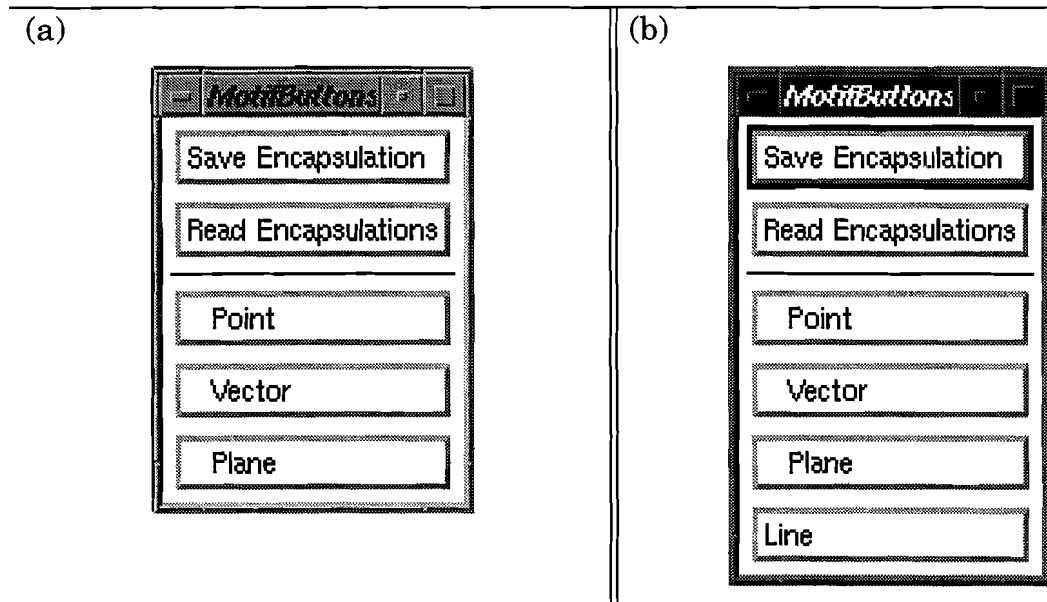 (a)
MotifButtons
Save Encapsulation
Read Encapsulations
Point
Vector
Plane
(b)
MotifButtons
Save Encapsulation
Read Encapsulations
Point
Vector
Plane
Line